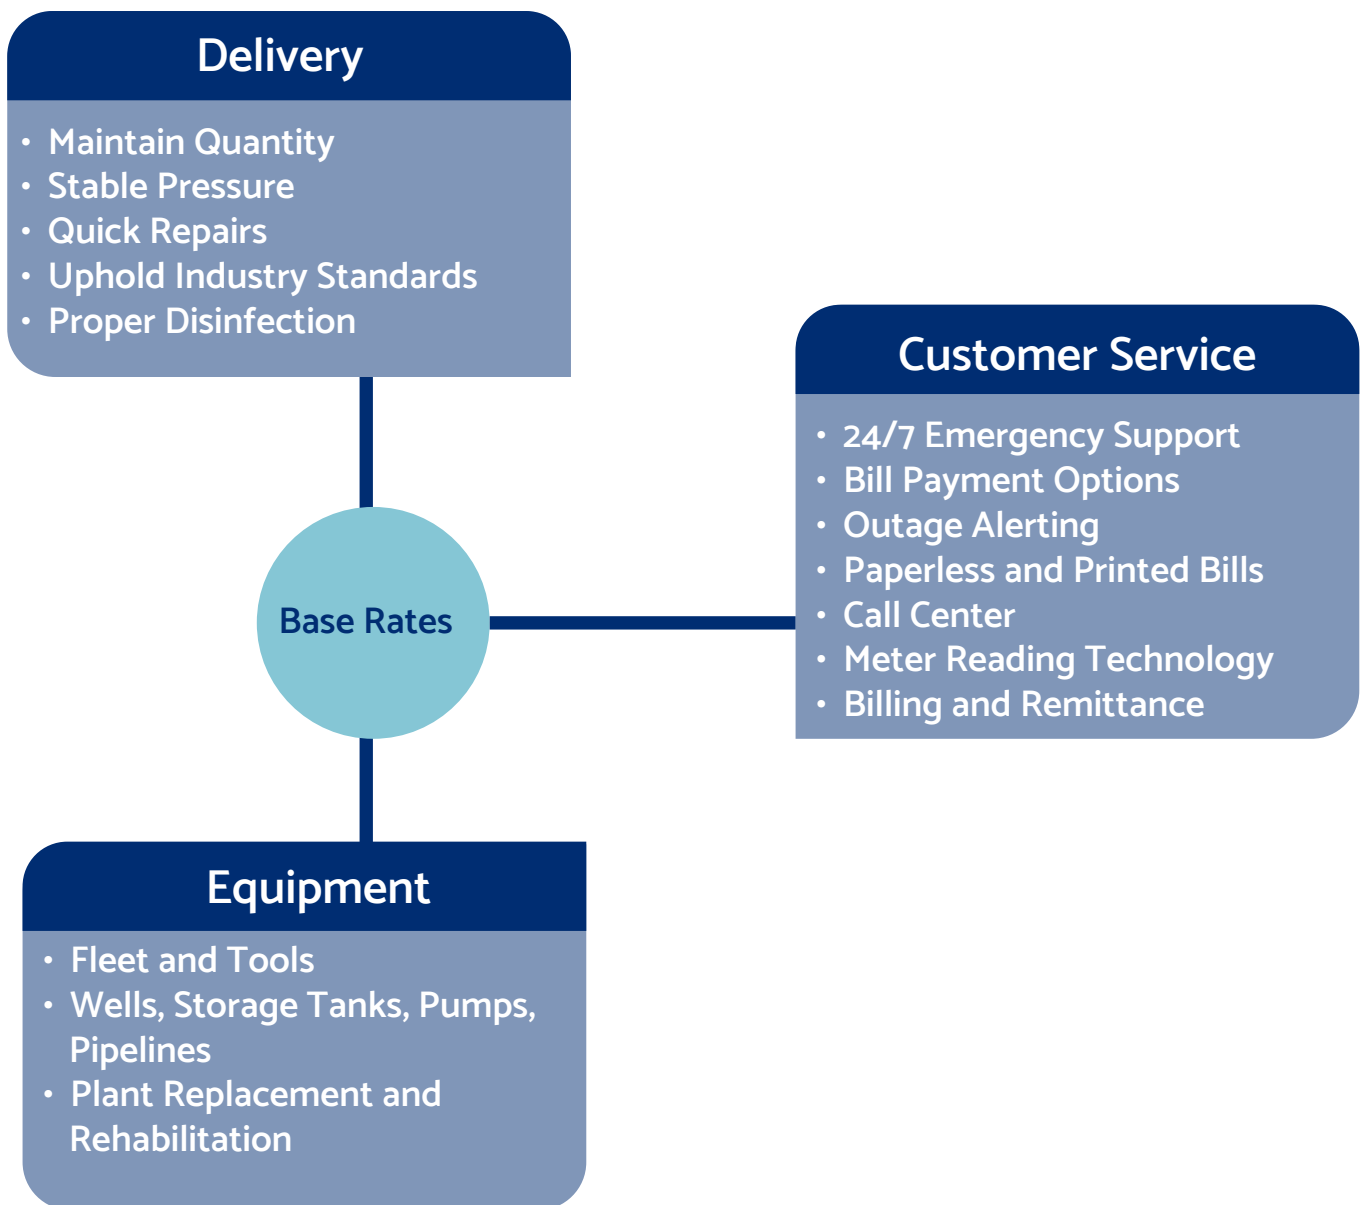 Delivery
• Maintain Quantity
• Stable Pressure
• Quick Repairs
• Uphold Industry Standards
• Proper Disinfection
Customer Service
• 24/7 Emergency Support
• Bill Payment Options
• Outage Alerting
• Paperless and Printed Bills
• Call Center
• Meter Reading Technology
• Billing and Remittance
Base Rates
Equipment
• Fleet and Tools
• Wells, Storage Tanks, Pumps,
Pipelines
• Plant Replacement and
Rehabilitation